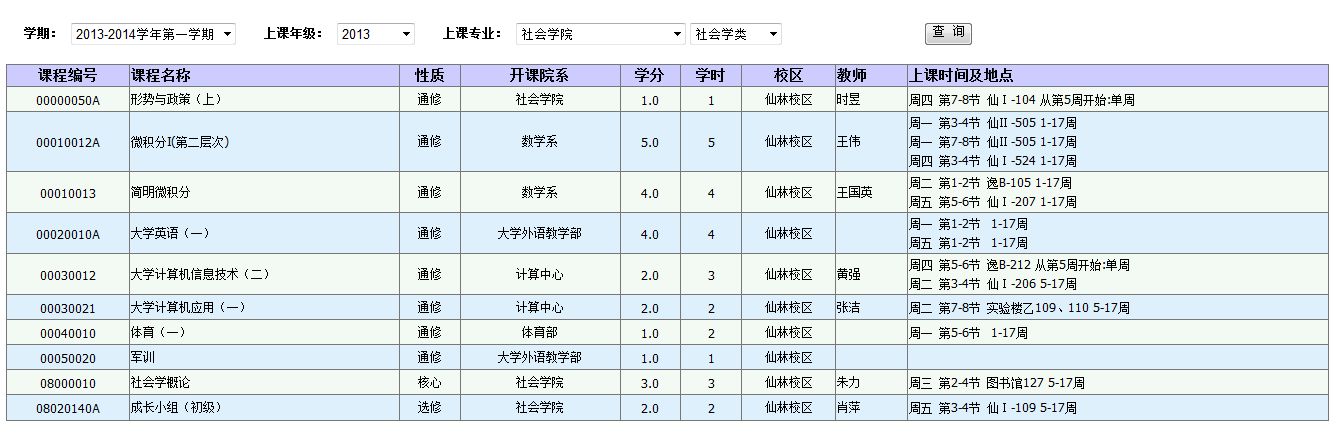 学期： 2013-2014学年第一学期 上课年级： 2013 上课专业： 社会学院 社会学类 查 询
课程编号 课程名称 性质 开课院系 学分 学时 校区 教师 上课时间及地点
00000050A 形势与政策（上） 通修 社会学院 1.0 1 仙林校区 时昱 周四 第7-8节 仙Ⅰ-104 从第5周开始:单周
00010012A 微积分I(第二层次) 通修 数学系 5.0 5 仙林校区 王伟 周一 第3-4节 仙II -505 1-17周
周一 第7-8节 仙II -505 1-17周
周四 第3-4节 仙Ⅰ-524 1-17周
00010013 简明微积分 通修 数学系 4.0 4 仙林校区 王国英 周二 第1-2节 逸B-105 1-17周
周五 第5-6节 仙Ⅰ-207 1-17周
00020010A 大学英语（一） 通修 大学外语教学部 4.0 4 仙林校区 周一 第1-2节 1-17周
周五 第1-2节 1-17周
00030012 大学计算机信息技术（二） 通修 计算中心 2.0 3 仙林校区 黄强 周四 第5-6节 逸B-212 从第5周开始:单周
周二 第3-4节 仙Ⅰ-206 5-17周
00030021 大学计算机应用（一） 通修 计算中心 2.0 2 仙林校区 张洁 周二 第7-8节 实验楼乙109、110 5-17周
00040010 体育（一） 通修 体育部 1.0 2 仙林校区 周一 第5-6节 1-17周
00050020 军训 通修 大学外语教学部 1.0 1 仙林校区
08000010 社会学概论 核心 社会学院 3.0 3 仙林校区 朱力 周三 第2-4节 图书馆127 5-17周
08020140A 成长小组（初级） 选修 社会学院 2.0 2 仙林校区 肖萍 周五 第3-4节 仙Ⅰ-109 5-17周